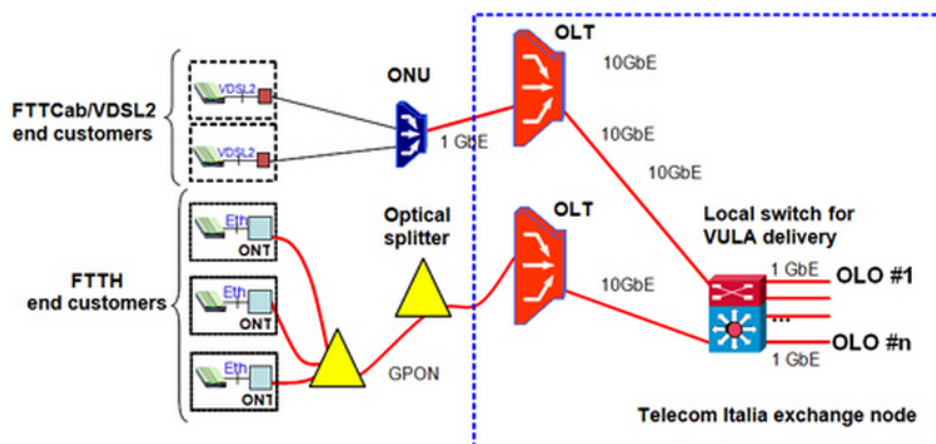 OLT
10GbE
ONU
VDSL2
FTTCab/VDSL2
end customers
1 GbE
10GbE
VDSL2
10GbE
Eth
Optical
splitter
OLT
Local switch for
VULA delivery
ONT
FTTH
end customers
Eth
ONT
10GbE
1 GbE
OLO #1
...
Eth
ONT
GPON
OLO #n
1 GbE
Telecom Italia exchange node